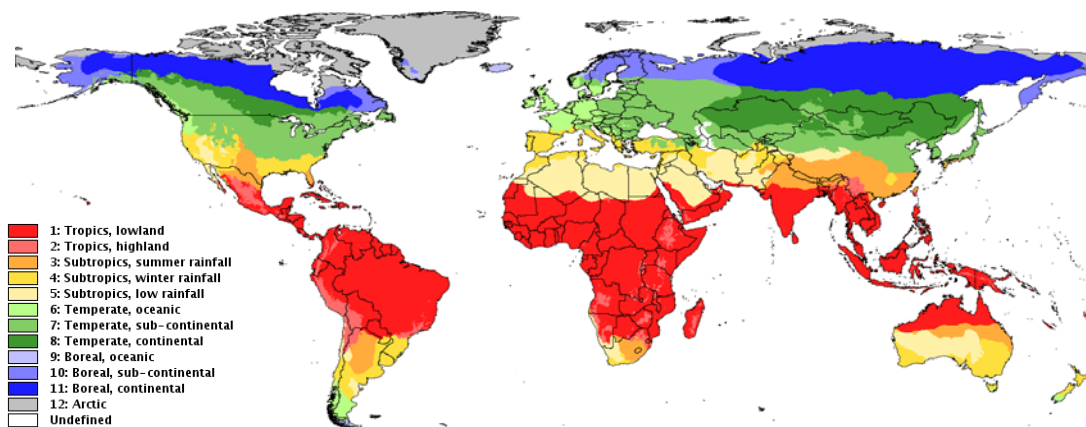 1: Tropics, lowland
2: Tropics, highland
3: Subtropics, summer rainfall
4: Subtropics, winter rainfall
5: Subtropics, low rainfall
6: Temperate, oceanic
7: Temperate, sub-continental
8: Temperate, continental
9: Boreal, oceanic
10: Boreal, sub-continental
11: Boreal, continental
12: Arctic
Undefined